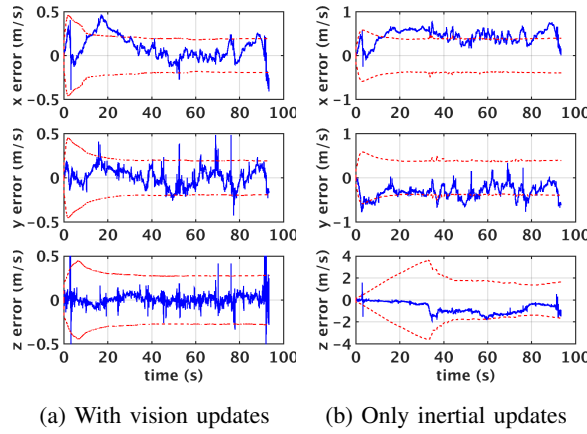 0.5
0
-0.5
0 20 40 60 80 100
x error (m/s)
1
0
-1
0 20 40 60 80 100
x error (m/s)
0.5
0
-0.5
0 20 40 60 80 100
y error (m/s)
1
0
-1
0 20 40 60 80 100
y error (m/s)
0.5
0
-0.5
0 20 40 60 80 100
z error (m/s)
time (s)
4
2
0
-2
-4
0 20 40 60 80 100
z error (m/s)
time (s)
(a) With vision updates
(b) Only inertial updates